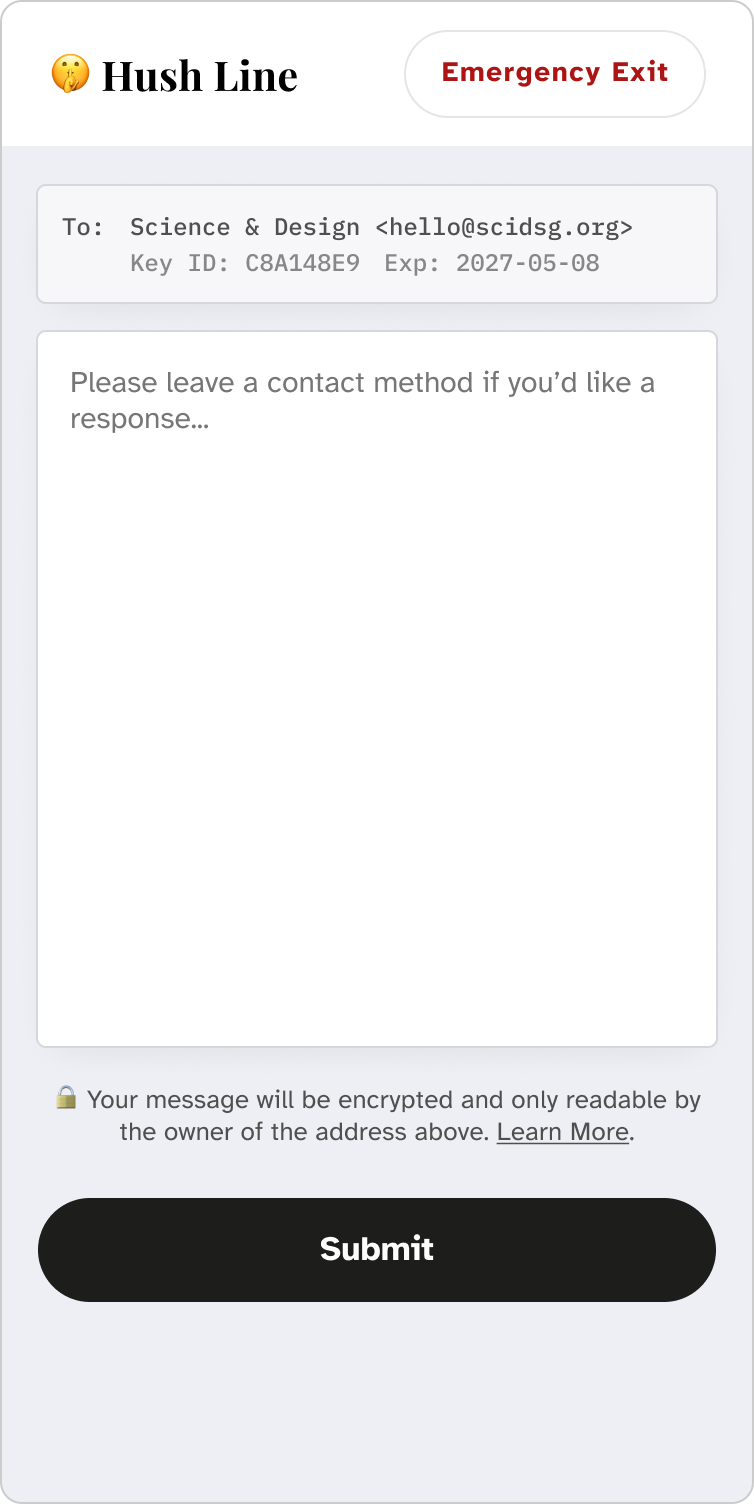 🤫 Hush Line
Emergency Exit
To: Science & Design <hello@scidsg.org>
Key ID: C8A148E9 Exp: 2027-05-08
Please leave a contact method if you’d like a
response…
🔒 Your message will be encrypted and only readable by
the owner of the address above. Learn More.
Submit